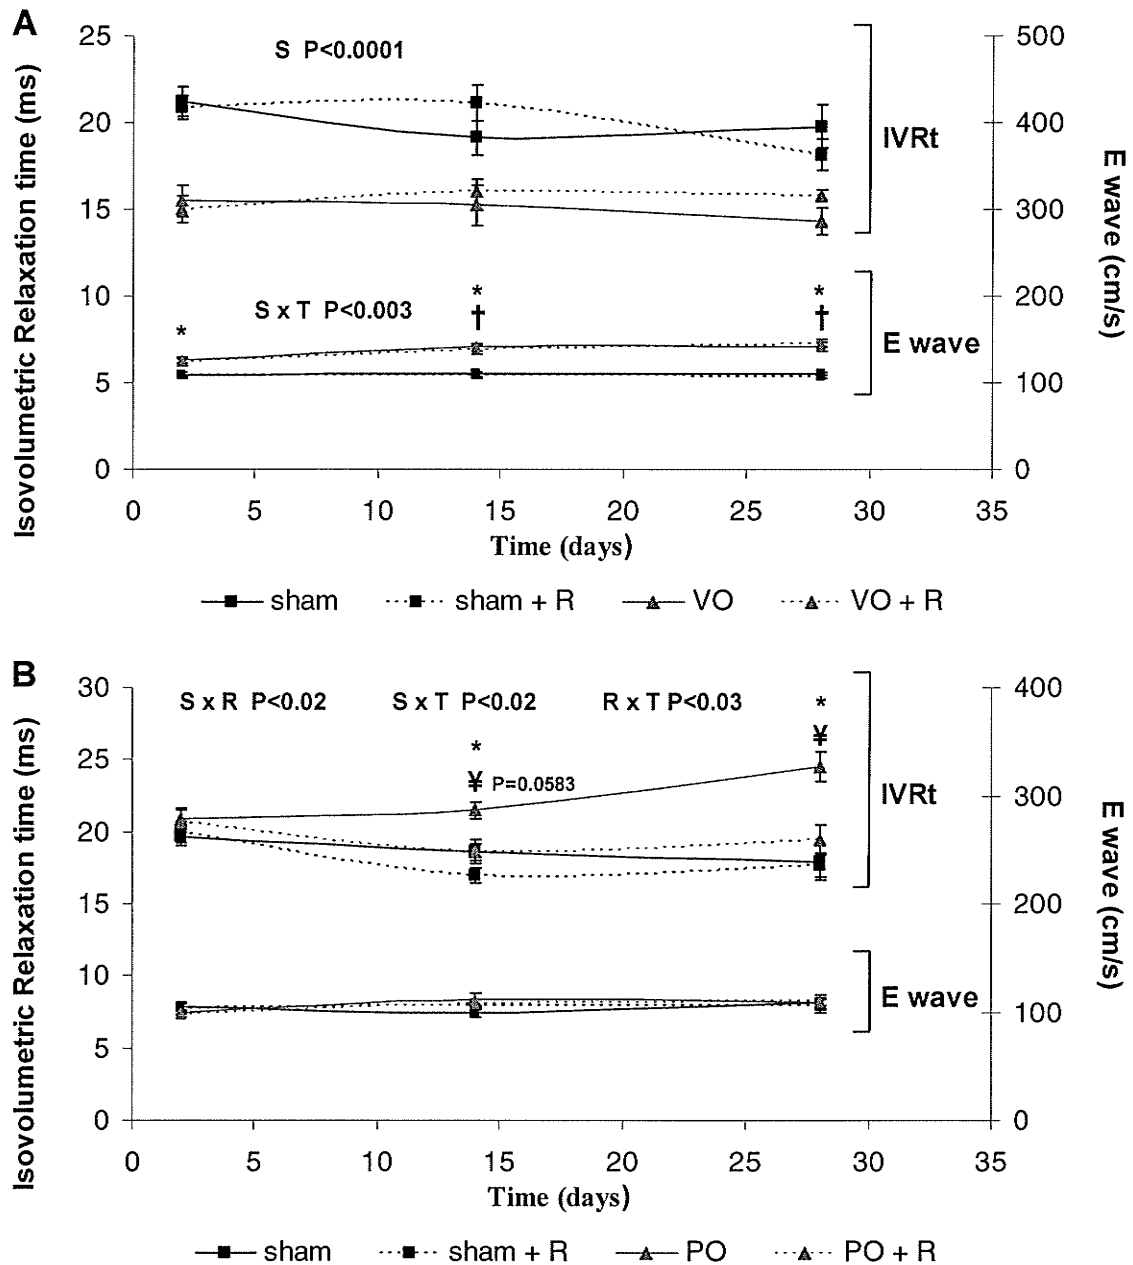 A
S P<0.0001
25
20
15
10
5
0
Isovolumetric Relaxation time (ms)
500
400
300
200
100
0
E wave (cm/s)
IVRt
* †
* †
S x T P<0.003
*
E wave
0 5 10 15 20 25 30 35
Time (days)
sham sham + R VO VO + R
B
S x R P<0.02 S x T P<0.02 R x T P<0.03
30
25
20
15
10
5
0
Isovolumetric Relaxation time (ms)
400
300
200
100
0
E wave (cm/s)
* ¥
* ¥ P=0.0583
IVRt
E wave
0 5 10 15 20 25 30 35
Time (days)
sham sham + R PO PO + R